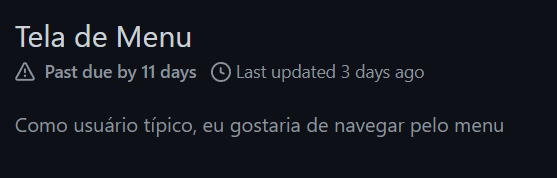 Tela de Menu
Past due by 11 days Last updated 3 days ago
Como usuário típico, eu gostaria de navegar pelo menu